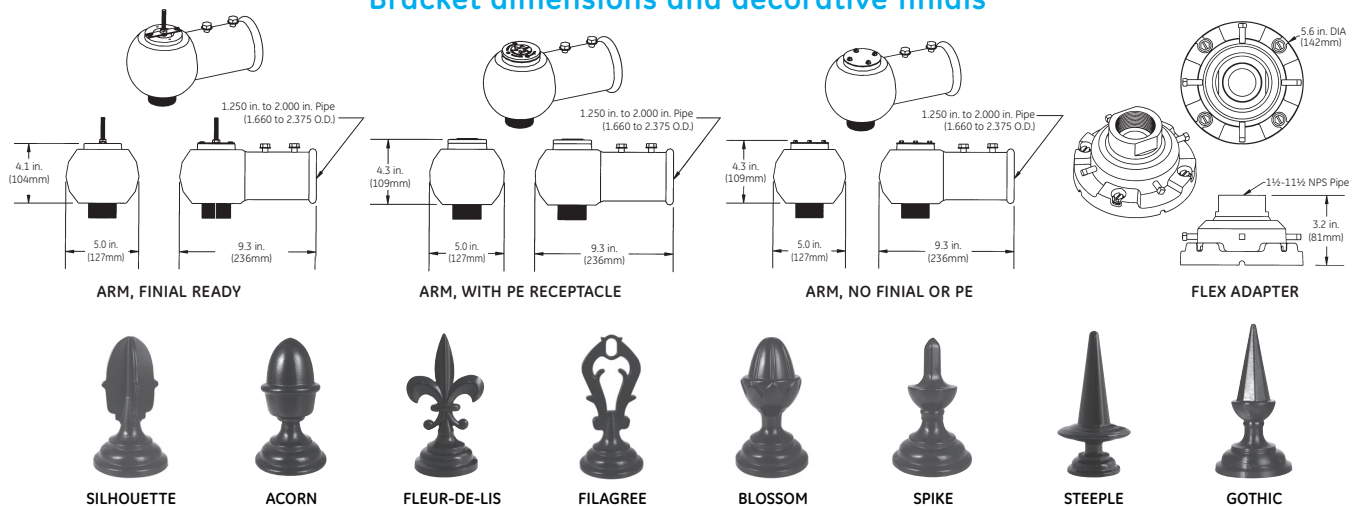 Bracket dimensions and decorative finials
1.250 in. to 2.000 in. Pipe
(1.660 to 2.375 O.D.)
4.1 in.
(104mm)
5.0 in.
(127mm)
9.3 in.
(236mm)
ARM, FINIAL READY
1.250 in. to 2.000 in. Pipe
(1.660 to 2.375 O.D.)
4.3 in.
(109mm)
5.0 in.
(127mm)
9.3 in.
(236mm)
ARM, WITH PE RECEPTACLE
1.250 in. to 2.000 in. Pipe
(1.660 to 2.375 O.D.)
4.3 in.
(109mm)
5.0 in.
(127mm)
9.3 in.
(236mm)
ARM, NO FINIAL OR PE
5.6 in. DIA
(142mm)
1½-11½ NPS Pipe
3.2 in.
(81mm)
FLEX ADAPTER
SILHOUETTE
ACORN
FLEUR-DE-LIS
FILAGREE
BLOSSOM
SPIKE
STEEPLE
GOTHIC